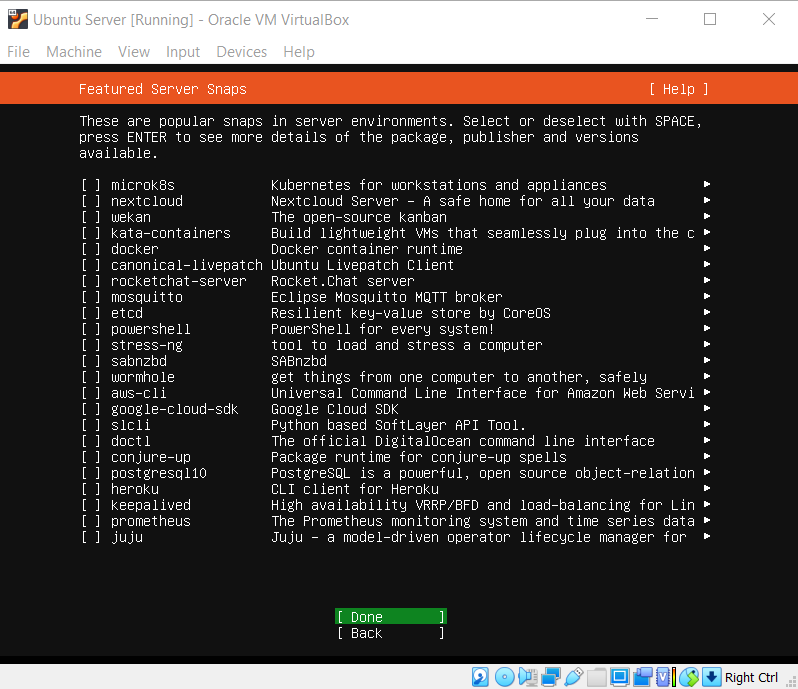 Ubuntu Server [Running] - Oracle VM VirtualBox
File Machine View Input Devices Help
Featured Server Snaps [ Help ]
These are popular snaps in server environments. Select or deselect with SPACE,
press ENTER to see more details of the package, publisher and versions
available.
[ ] microk8s Kubernetes for workstations and appliances ▸
[ ] nextcloud Nextcloud Server - A safe home for all your data ▸
[ ] wekan The open-source kanban ▸
[ ] kata-containers Build lightweight VMs that seamlessly plug into the c ▸
[ ] docker Docker container runtime ▸
[ ] canonical-livepatch Ubuntu Livepatch Client ▸
[ ] rocketchat-server Rocket.Chat server ▸
[ ] mosquitto Eclipse Mosquitto MQTT broker ▸
[ ] etcd Resilient key-value store by CoreOS ▸
[ ] powershell PowerShell for every system! ▸
[ ] stress-ng tool to load and stress a computer ▸
[ ] sabnzbd SABnzbd ▸
[ ] wormhole get things from one computer to another, safely ▸
[ ] aws-cli Universal Command Line Interface for Amazon Web Servi ▸
[ ] google-cloud-sdk Google Cloud SDK ▸
[ ] slcli Python based SoftLayer API Tool. ▸
[ ] doctl The official DigitalOcean command line interface ▸
[ ] conjure-up Package runtime for conjure-up spells ▸
[ ] postgresql10 PostgreSQL is a powerful, open source object-relation ▸
[ ] heroku CLI client for Heroku ▸
[ ] keepalived High availability VRRP/BFD and load-balancing for Lin ▸
[ ] prometheus The Prometheus monitoring system and time series data ▸
[ ] juju Juju - a model-driven operator lifecycle manager for ▸
[ Done ]
[ Back ]
Right Ctrl